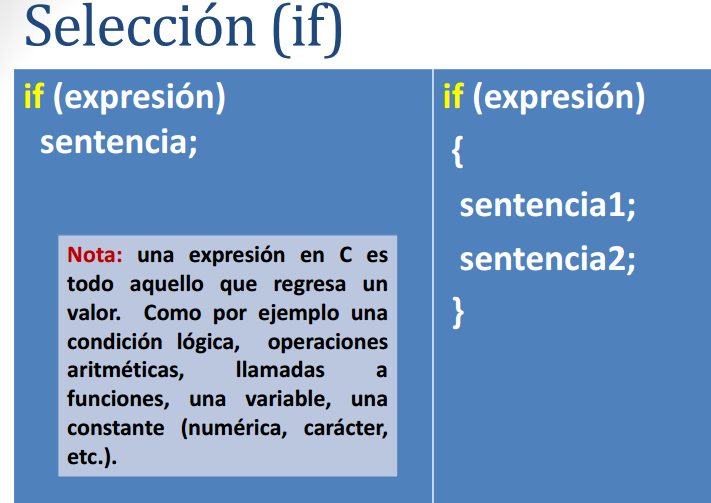 Selección (if)
if (expresión)
sentencia;
Nota: una expresión en C es
todo aquello que regresa un
valor. Como por ejemplo una
condición lógica, operaciones
aritméticas, llamadas a
funciones, una variable, una
constante (numérica, carácter,
etc.).
if (expresión)
{
sentencia1;
sentencia2;
}